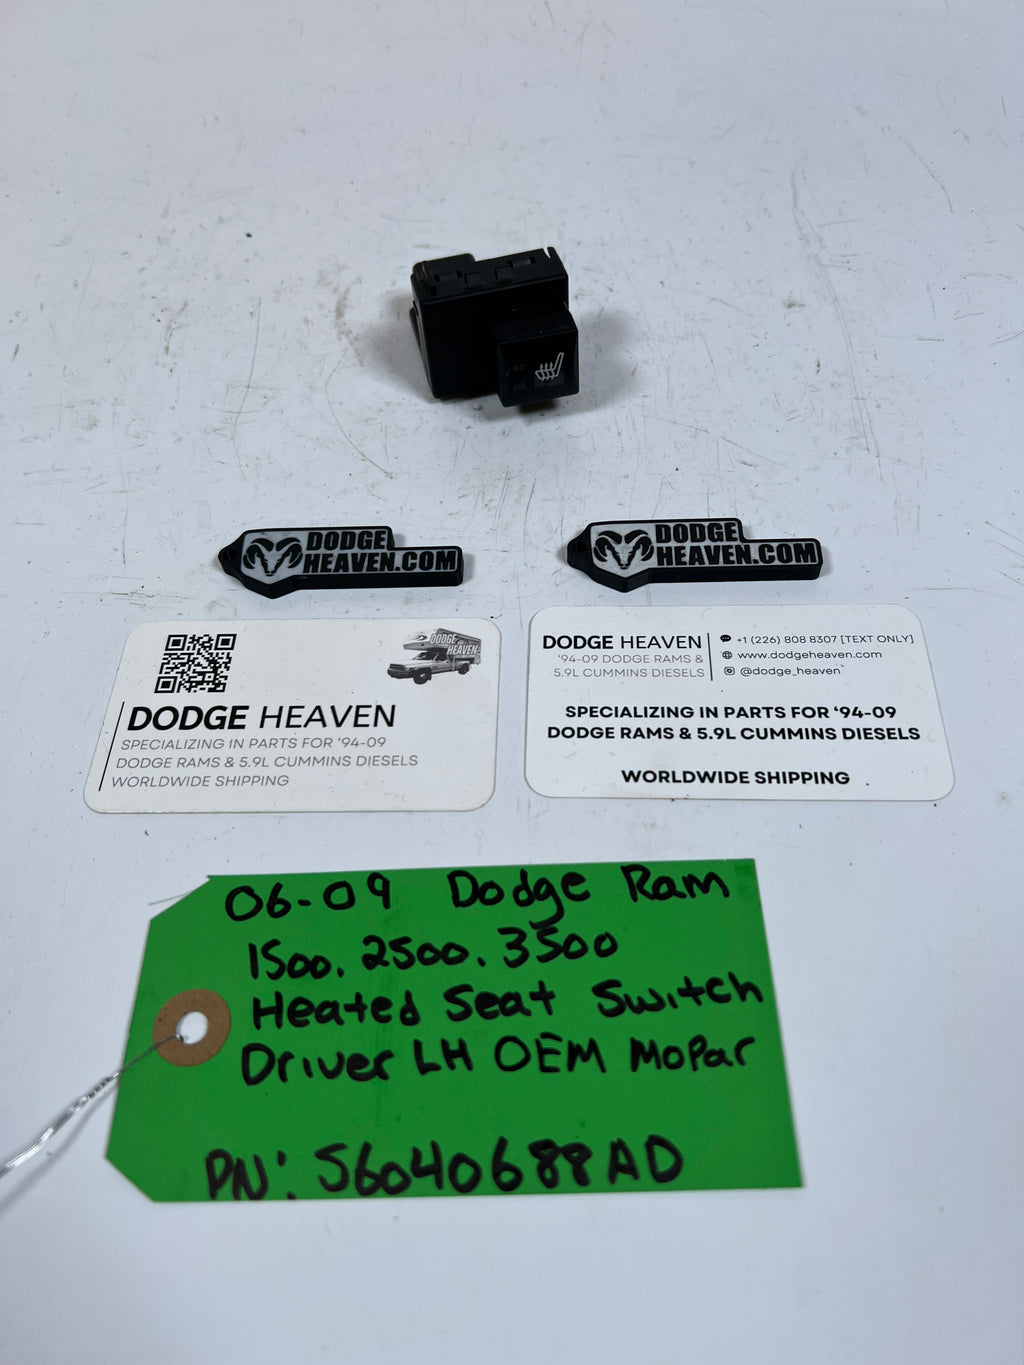 DODGE
HEAVEN.COM
DODGE
HEAVEN.COM
DODGE
HEAVEN
DODGE HEAVEN
SPECIALIZING IN PARTS FOR '94-09
DODGE RAMS & 5.9L CUMMINS DIESELS
WORLDWIDE SHIPPING
DODGE HEAVEN
'94-09 DODGE RAMS &
5.9L CUMMINS DIESELS
+1 (226) 808 8307 [TEXT ONLY]
www.dodgeheaven.com
@dodge_heaven
SPECIALIZING IN PARTS FOR '94-09
DODGE RAMS & 5.9L CUMMINS DIESELS
WORLDWIDE SHIPPING
06-09 Dodge Ram
1500. 2500. 3500
Heated Seat Switch
Driver LH OEM Mopar
PN: 56040688AD